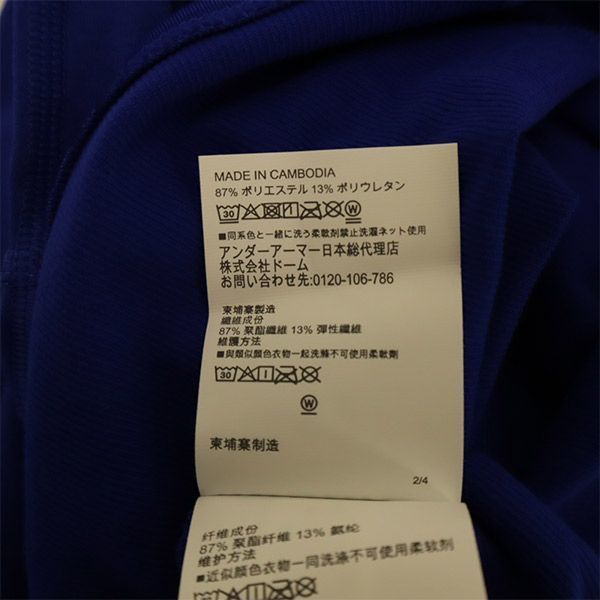 MADE IN CAMBODIA
87% ポリエステル 13% ポリウレタン
30 W
■同系色と一緒に洗う柔軟剤禁止洗濯ネット使用
アンダーアーマー日本総代理店
株式会社ドーム
お問い合わせ先:0120-106-786
柬埔寨製造
纖維成份
87% 聚酯纖維 13% 彈性纖維
維護方法
■與類似顏色衣物一起洗滌不可使用柔軟劑
30
W
柬埔寨制造
2/4
纤维成份
87% 聚酯纤维 13% 氨纶
维护方法
■近似颜色衣物一同洗涤不可使用柔软剂